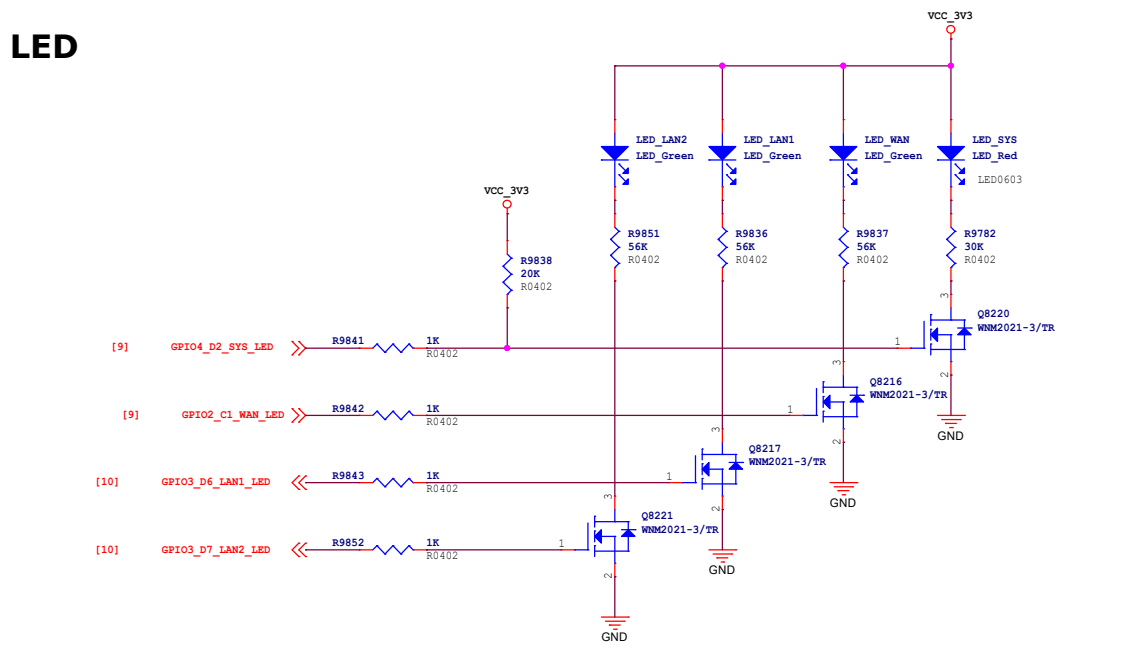 LED
VCC_3V3
LED_LAN2
LED_Green
LED_LAN1
LED_Green
LED_WAN
LED_Green
LED_SYS
LED_Red
LED0603
VCC_3V3
R9838
20K
R0402
R9851
56K
R0402
R9836
56K
R0402
R9837
56K
R0402
R9782
30K
R0402
3
Q8220
WNM2021-3/TR
1
2
GND
[9] GPIO4_D2_SYS_LED R9841 1K
R0402
3
Q8216
WNM2021-3/TR
1
2
GND
[9] GPIO2_C1_WAN_LED R9842 1K
R0402
3
Q8217
WNM2021-3/TR
1
2
GND
[10] GPIO3_D6_LAN1_LED R9843 1K
R0402
3
Q8221
WNM2021-3/TR
1
2
GND
[10] GPIO3_D7_LAN2_LED R9852 1K
R0402